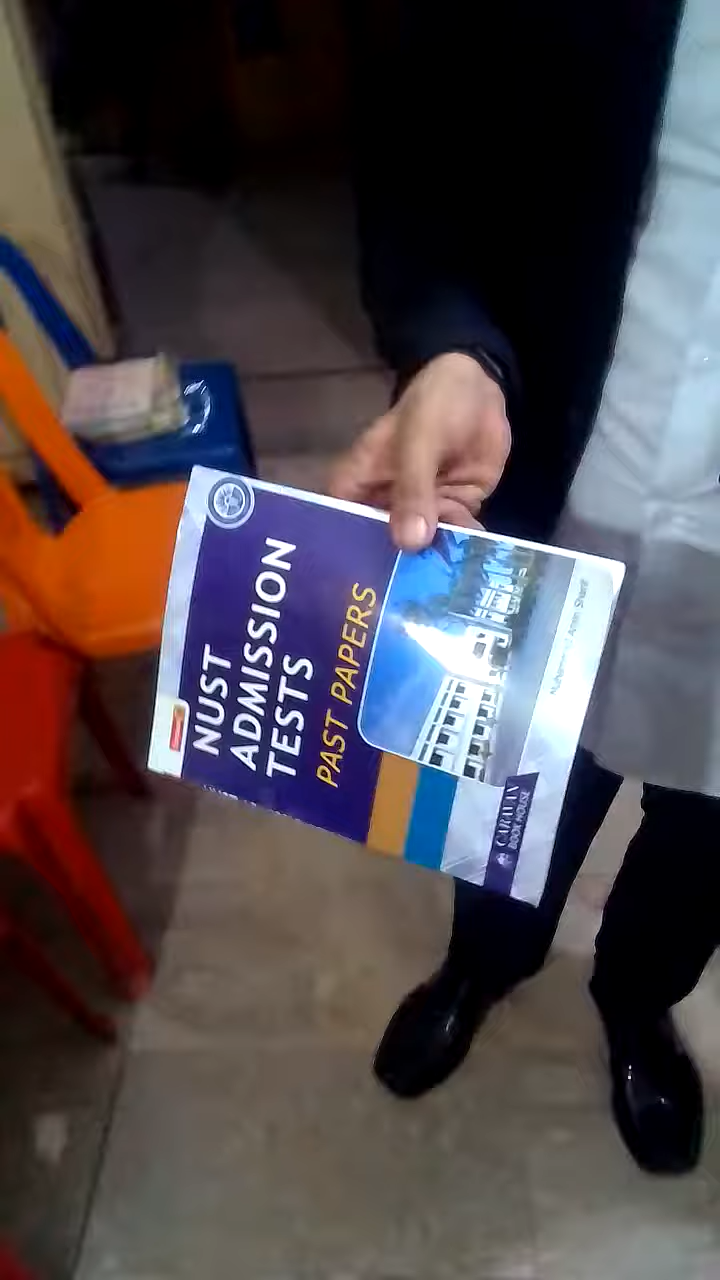 NUST
ADMISSION
TESTS
PAST PAPERS
CARAVAN
BOOK HOUSE